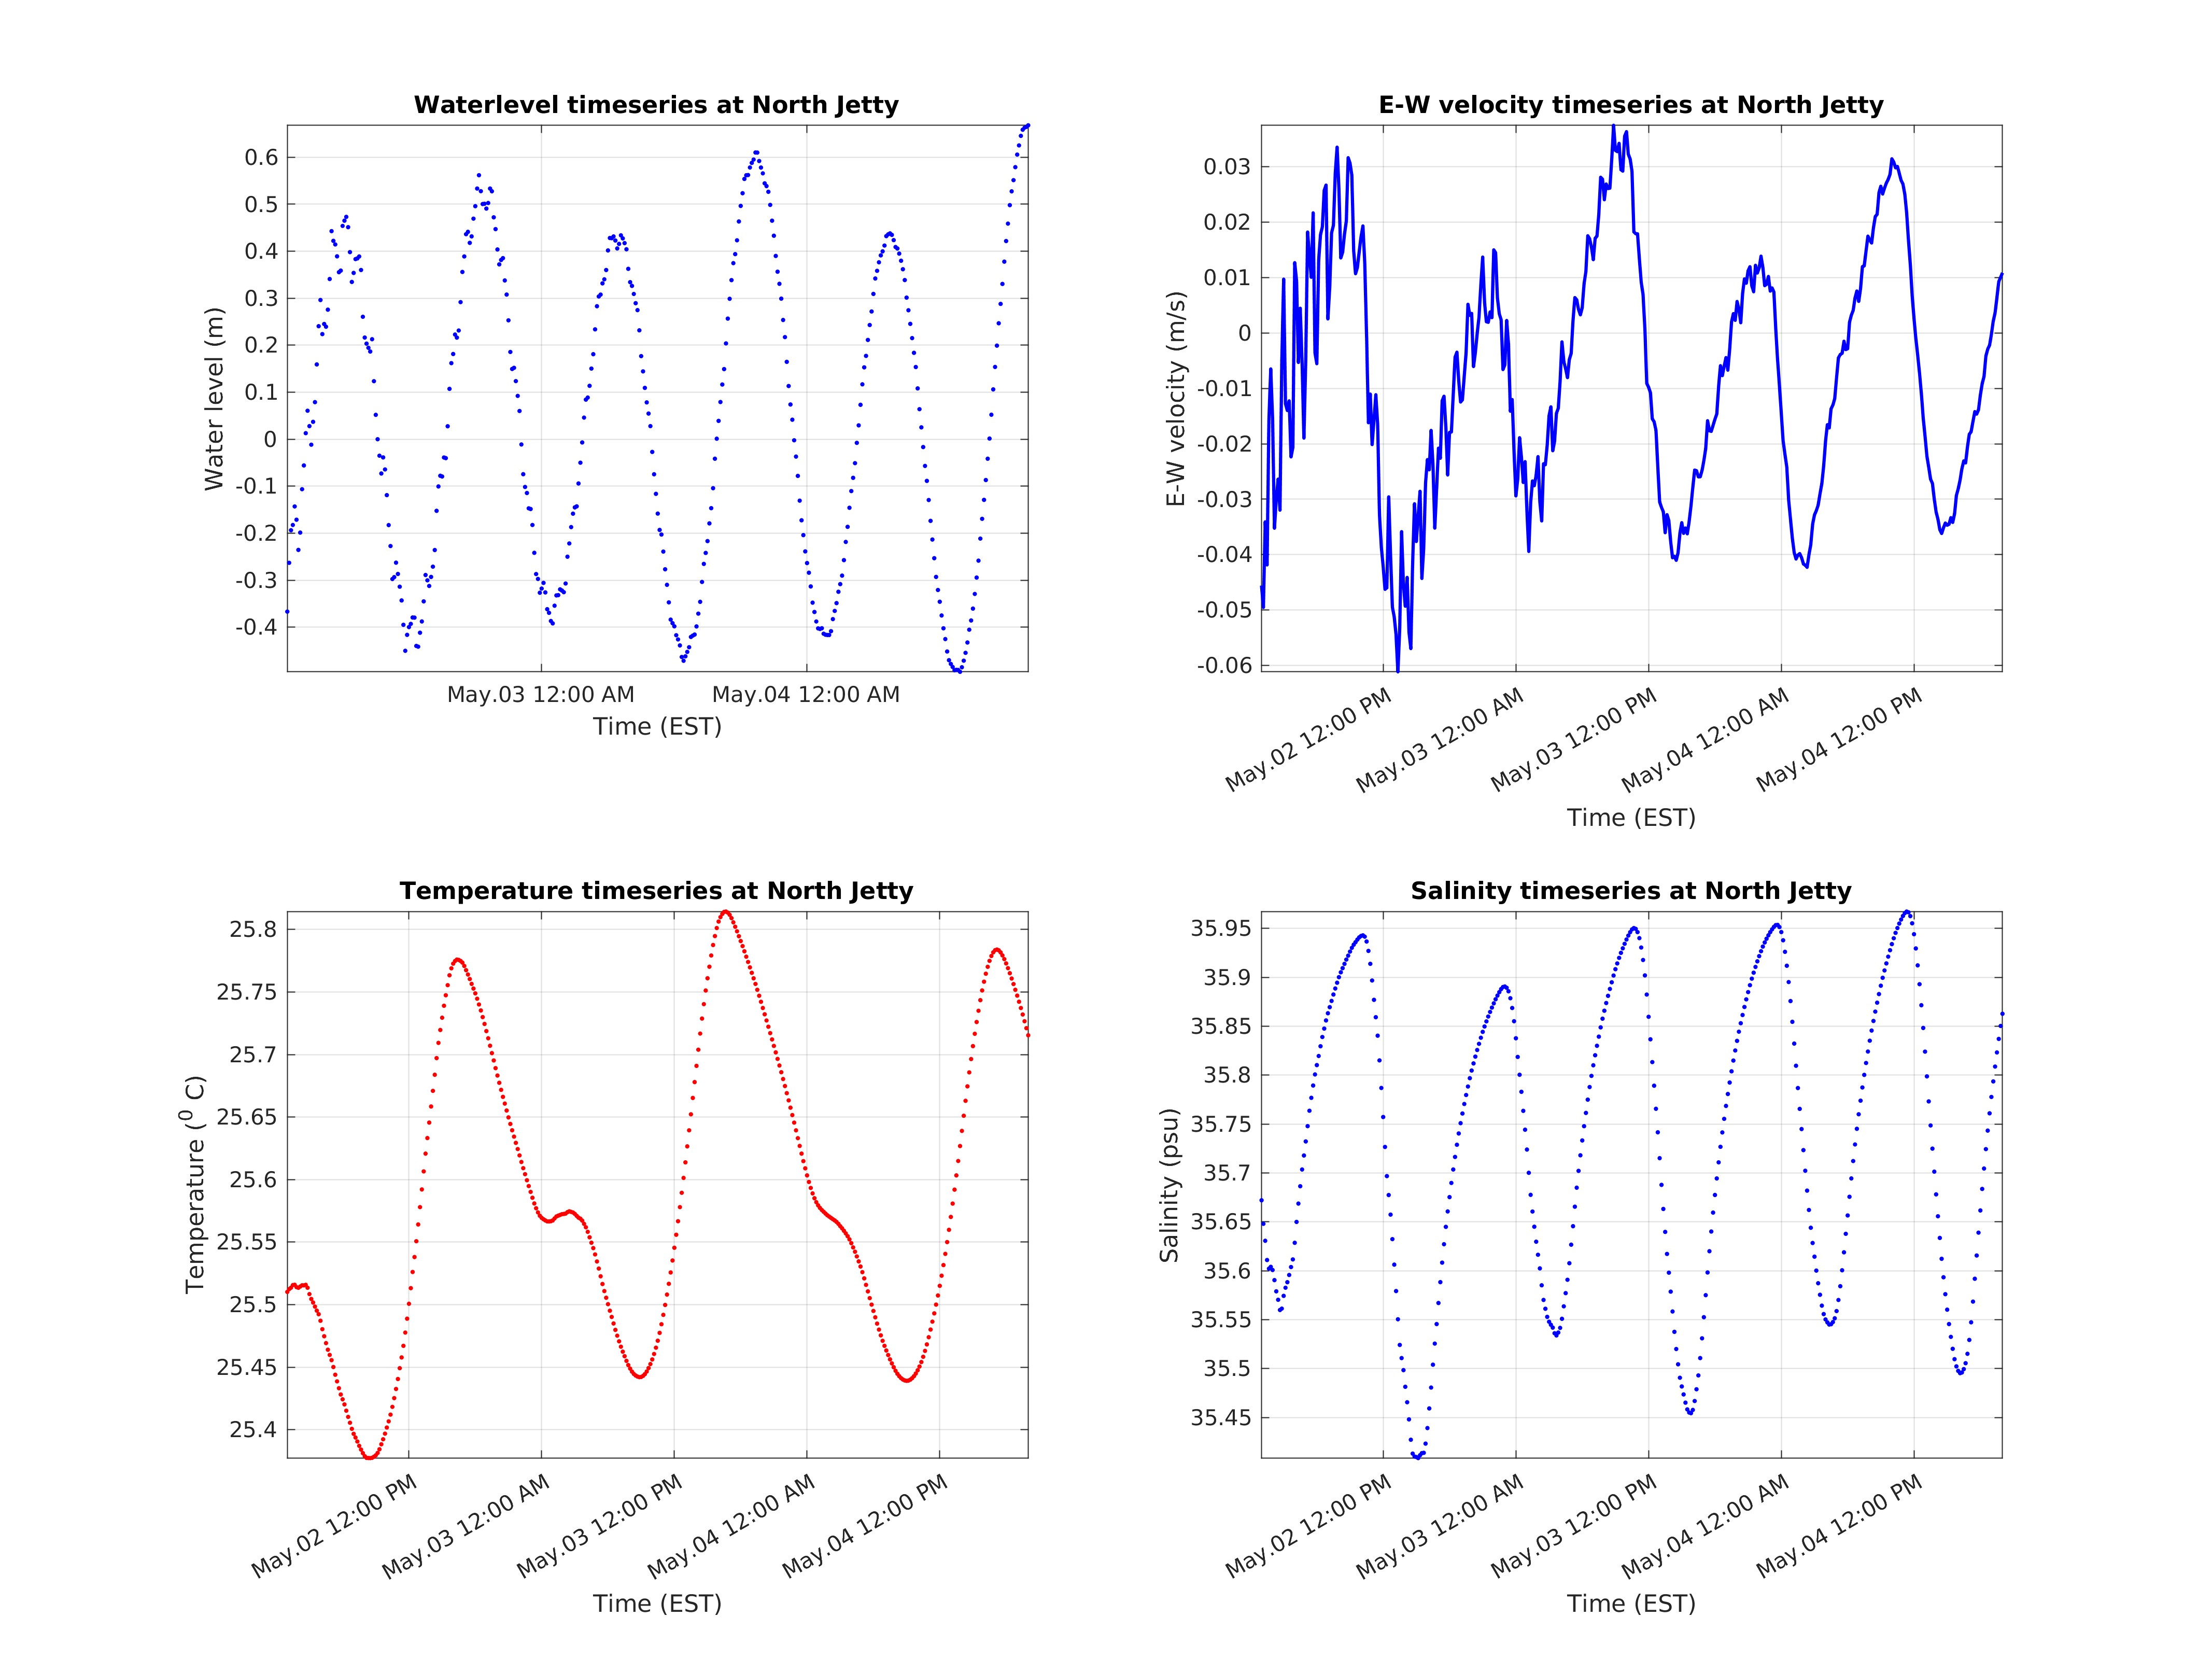 Waterlevel timeseries at North Jetty
0.6
0.5
0.4
0.3
0.2
0.1
0
-0.1
-0.2
-0.3
-0.4
Water level (m)
May.03 12:00 AM
May.04 12:00 AM
Time (EST)
E-W velocity timeseries at North Jetty
0.03
0.02
0.01
0
-0.01
-0.02
-0.03
-0.04
-0.05
-0.06
E-W velocity (m/s)
May.02 12:00 PM
May.03 12:00 AM
May.03 12:00 PM
May.04 12:00 AM
May.04 12:00 PM
Time (EST)
Temperature timeseries at North Jetty
25.8
25.75
25.7
25.65
25.6
25.55
25.5
25.45
25.4
Temperature (⁰ C)
May.02 12:00 PM
May.03 12:00 AM
May.03 12:00 PM
May.04 12:00 AM
May.04 12:00 PM
Time (EST)
Salinity timeseries at North Jetty
35.95
35.9
35.85
35.8
35.75
35.7
35.65
35.6
35.55
35.5
35.45
Salinity (psu)
May.02 12:00 PM
May.03 12:00 AM
May.03 12:00 PM
May.04 12:00 AM
May.04 12:00 PM
Time (EST)